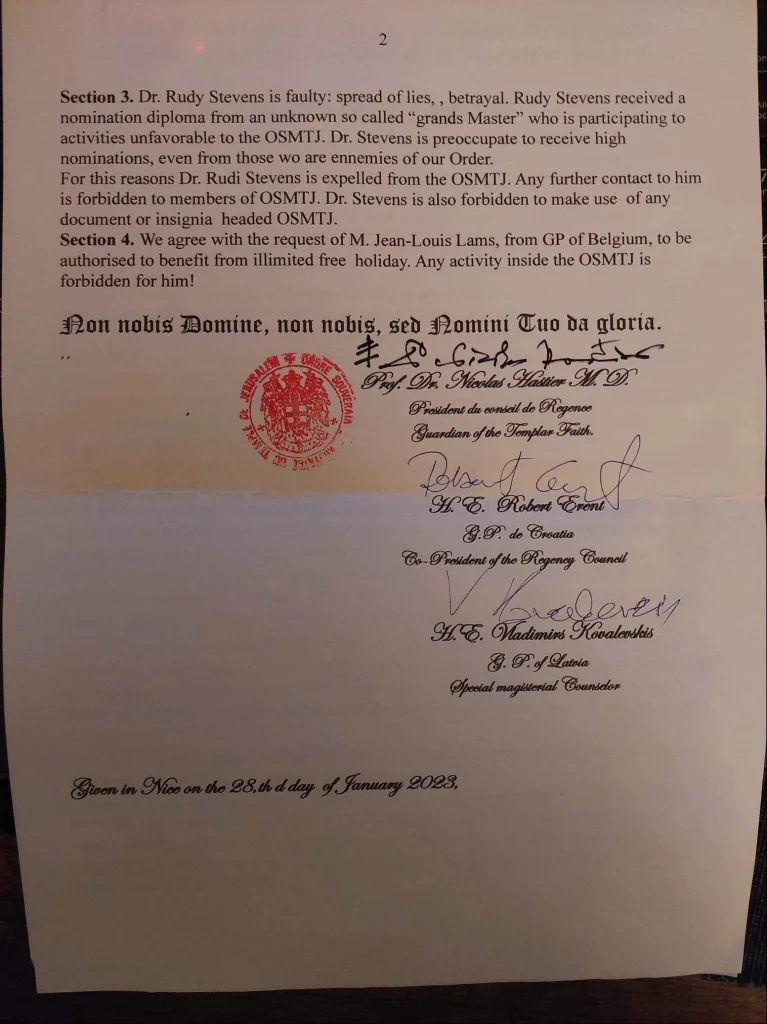 2
Section 3. Dr. Rudy Stevens is faulty: spread of lies, , betrayal. Rudy Stevens received a
nomination diploma from an unknown so called “grands Master” who is participating to
activities unfavorable to the OSMTJ. Dr. Stevens is preoccupate to receive high
nominations, even from those wo are ennemies of our Order.
For this reasons Dr. Rudi Stevens is expelled from the OSMTJ. Any further contact to him
is forbidden to members of OSMTJ. Dr. Stevens is also forbidden to make use of any
document or insignia headed OSMTJ.
Section 4. We agree with the request of M. Jean-Louis Lams, from GP of Belgium, to be
authorised to benefit from illimited free holiday. Any activity inside the OSMTJ is
forbidden for him!
Non nobis Domine, non nobis, sed Nomini Tuo da gloria.
,,
TEMPLE DE JERUSALEM ORDRE SOUVERAIN
Prof. Dr. Nicolas Hastier M. D.
President du conseil de Regence
Guardian of the Templar Faith.
H. E. Robert Erent
G.P. de Croatia
Co-President of the Regency Council
H.E. Vladimirs Kovalevskis
G. P. of Latvia
Special magisterial Counselor
Given in Nice on the 28,th d day of January 2023,